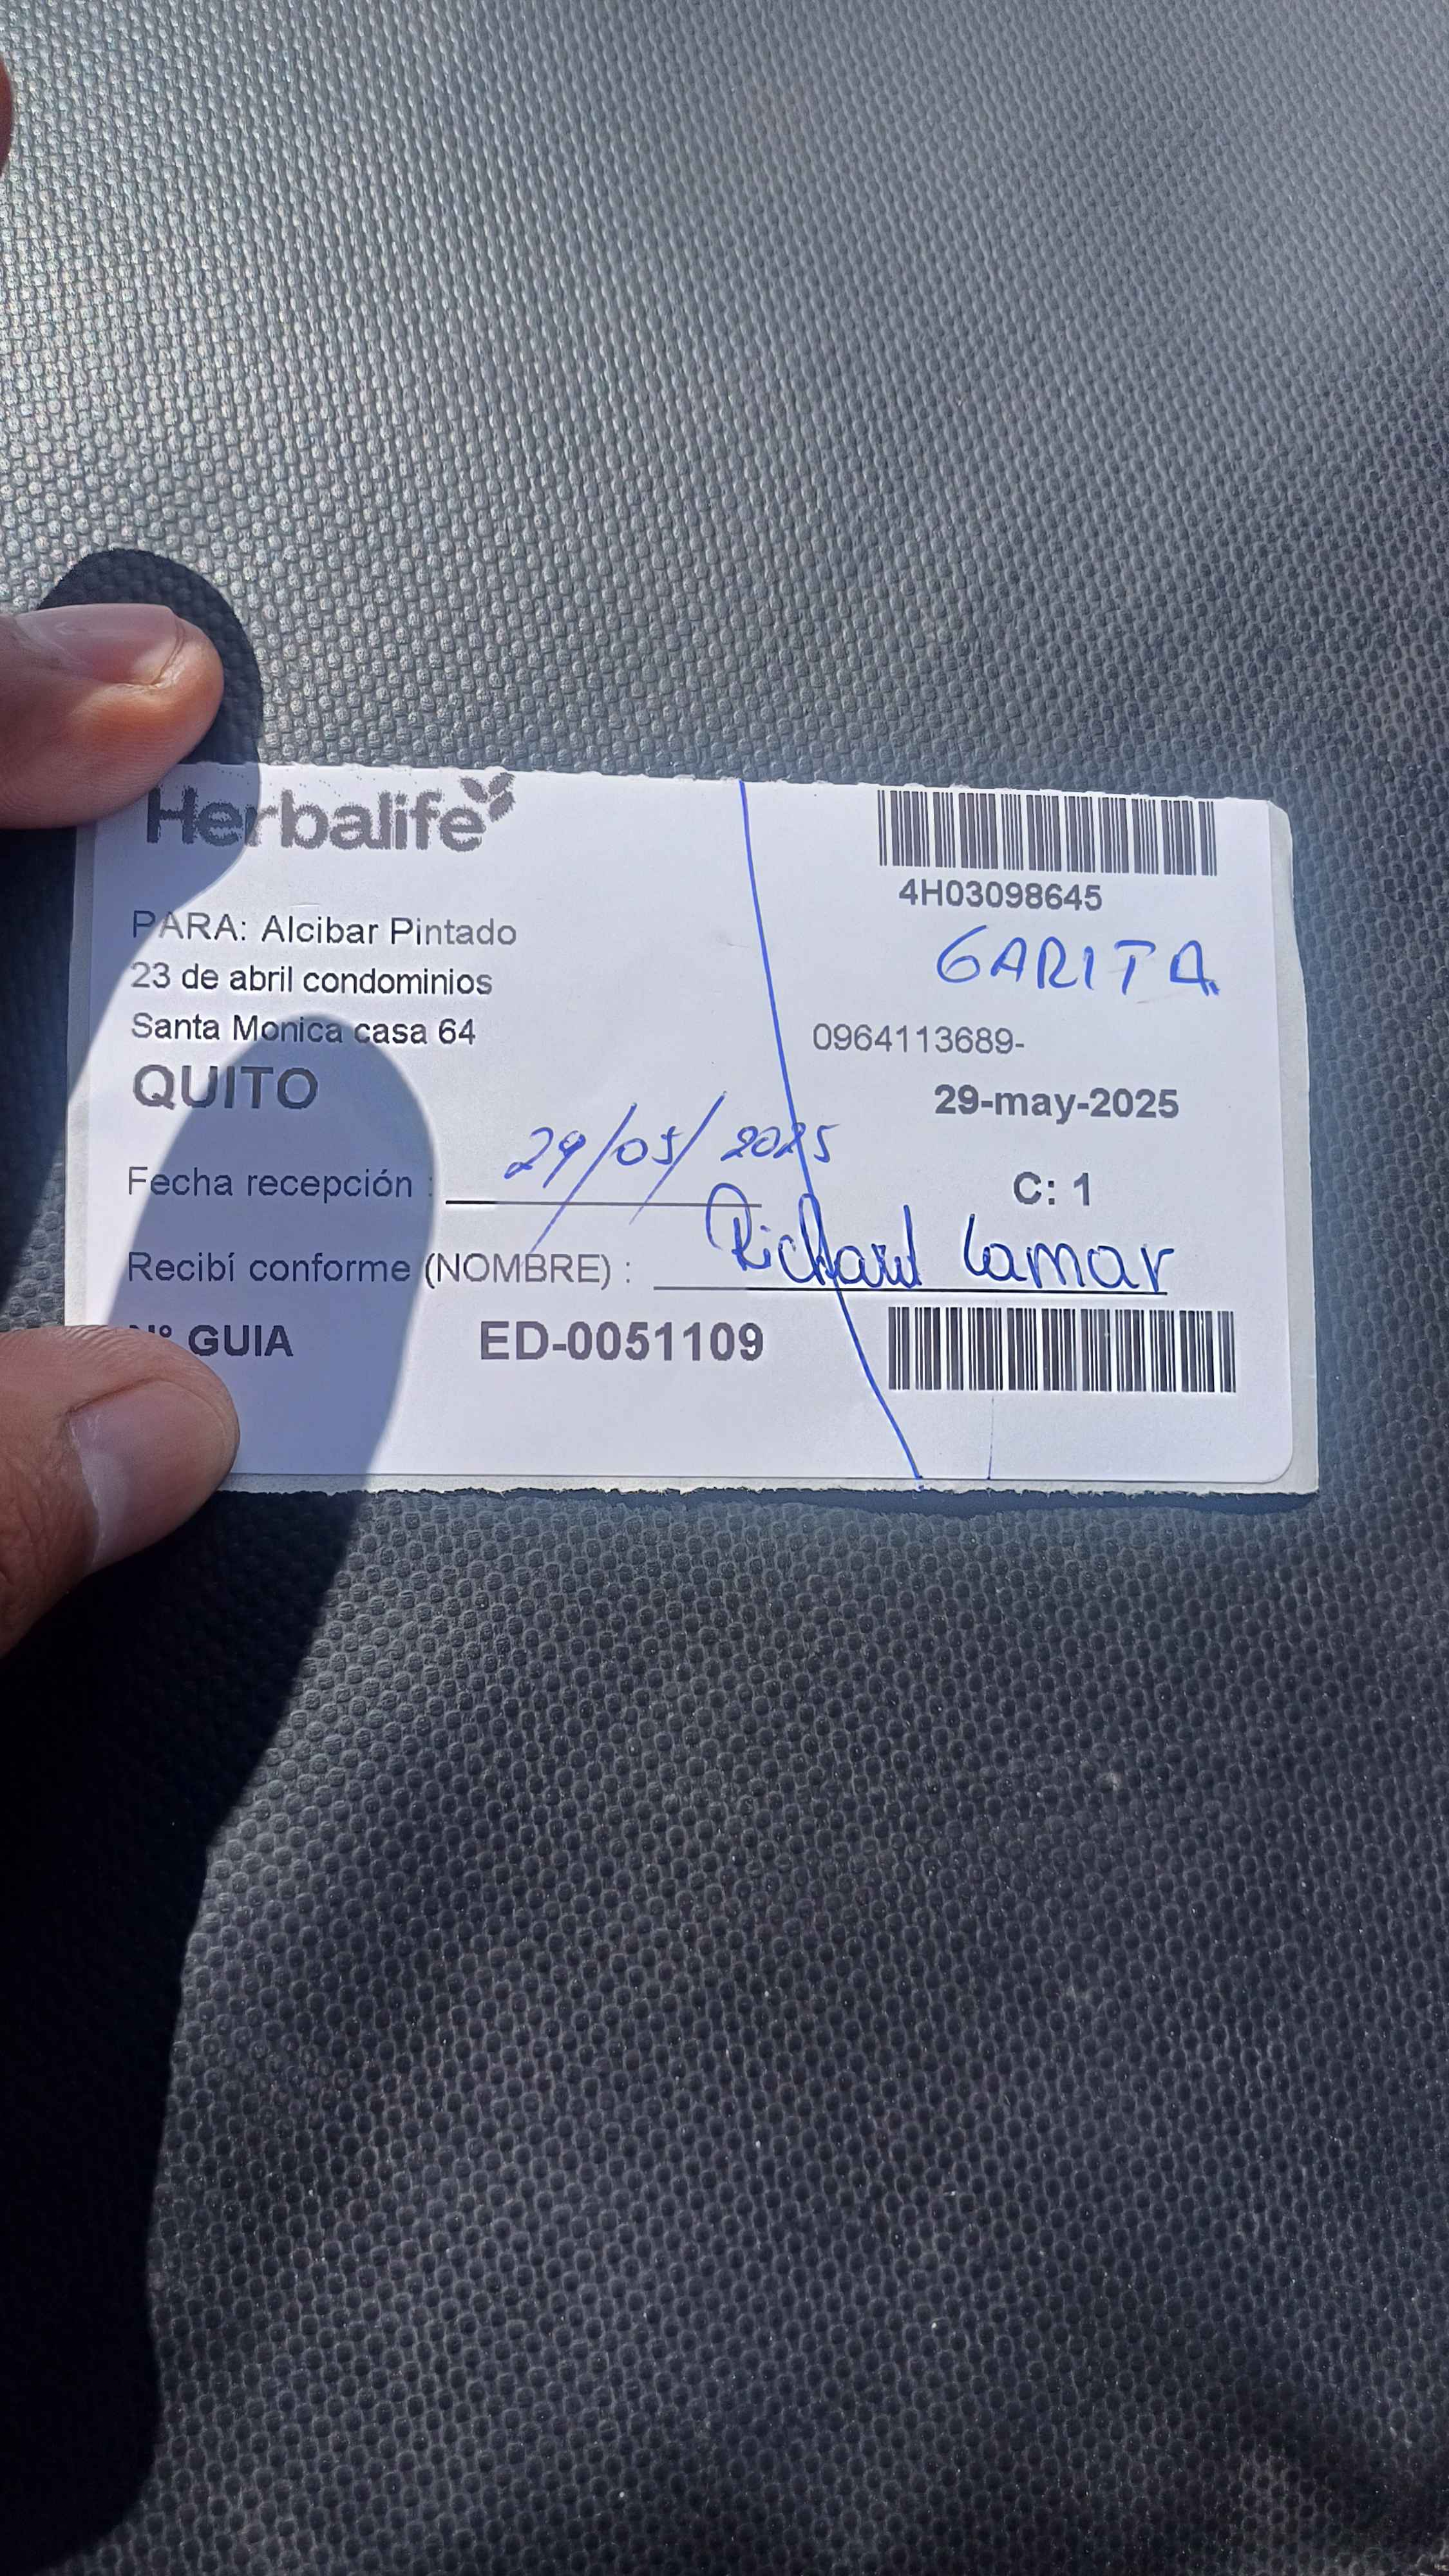 Herbalife
4H03098645
PARA: Alcibar Pintado
GARITA
23 de abril condominios
Santa Monica casa 64
0964113689-
QUITO
29-may-2025
Fecha recepción : 29/05/2025
C: 1
Recibí conforme (NOMBRE) : Richard Lamar
Nº GUIA ED-0051109